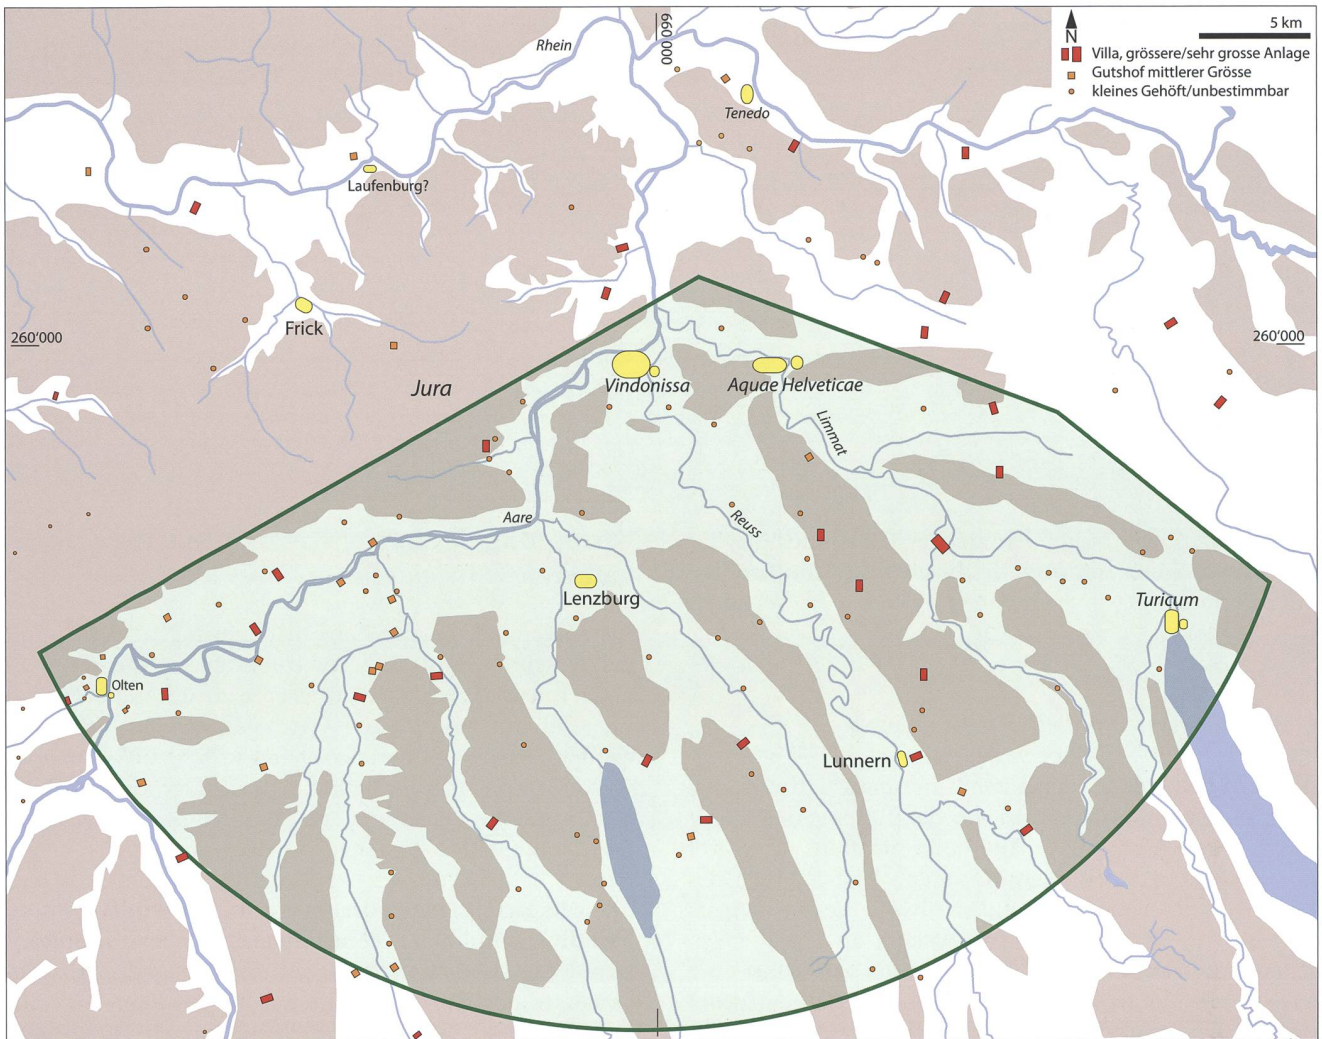 5 km
N
Villa, grössere/sehr grosse Anlage
Gutshof mittlerer Grösse
kleines Gehöft/unbestimmbar
660 000
Rhein
Tenedo
Laufenburg?
Frick
260'000
260'000
Jura
Vindonissa
Aquae Helveticae
Limmat
Aare
Reuss
Lenzburg
Turicum
Olten
Lunnern